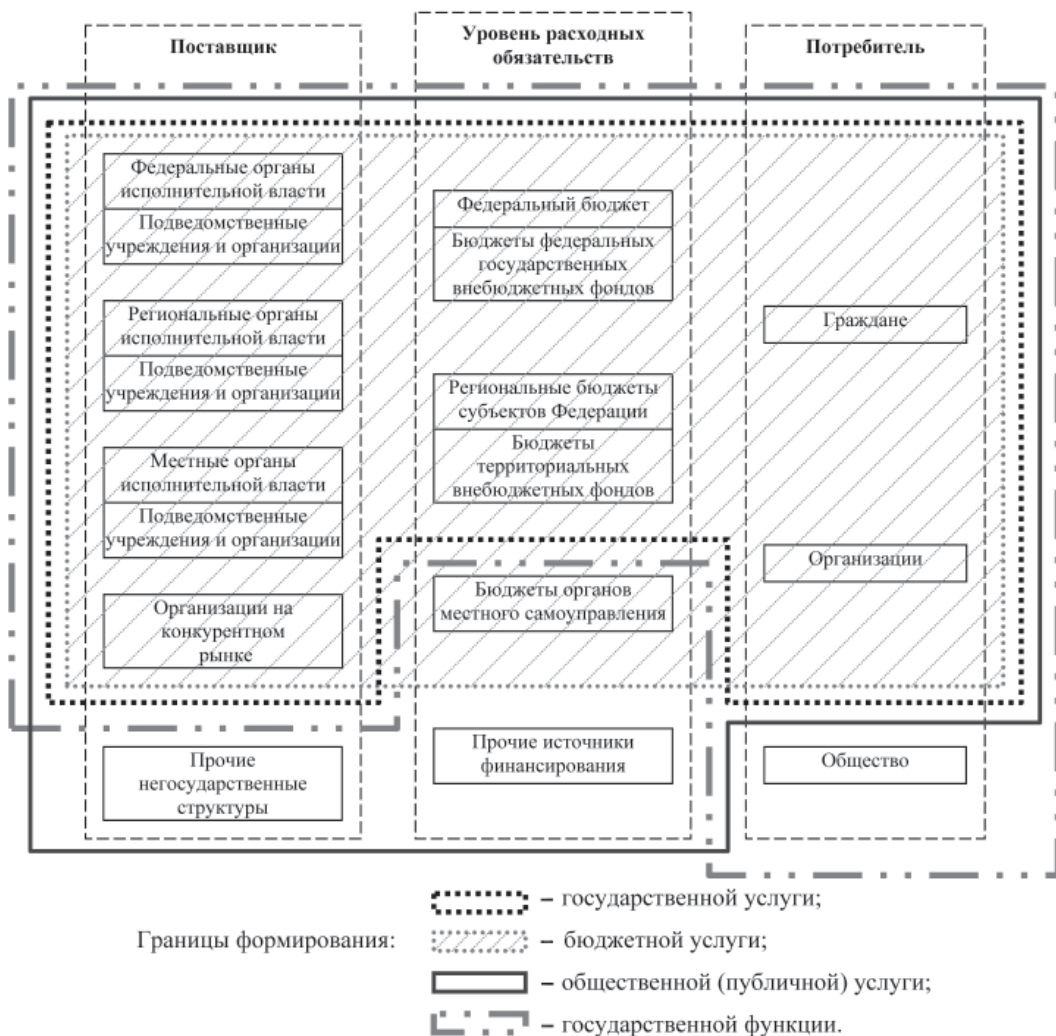 Поставщик
Уровень расходных
обязательств
Потребитель
Федеральные органы
исполнительной власти
Подведомственные
учреждения и организации
Региональные органы
исполнительной власти
Подведомственные
учреждения и организации
Местные органы
исполнительной власти
Подведомственные
учреждения и организации
Организации на
конкурентном
рынке
Прочие
негосударственные
структуры
Федеральный бюджет
Бюджеты федеральных
государственных
внебюджетных фондов
Региональные бюджеты
субъектов Федерации
Бюджеты
территориальных
внебюджетных фондов
Бюджеты органов
местного самоуправления
Прочие источники
финансирования
Граждане
Организации
Общество
Границы формирования:
– государственной услуги;
– бюджетной услуги;
– общественной (публичной) услуги;
– государственной функции.